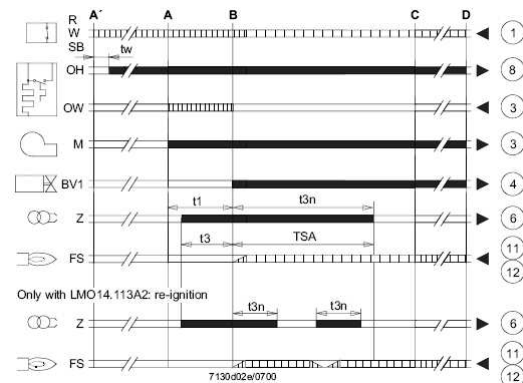 A´ A B C D
R
W 1
SB tw
OH 8
OW 3
M 3
BV1 4
t1 t3n
Z 6
t3 TSA
FS 11
12
Only with LMO14.113A2: re-ignition
t3n t3n
Z 6
FS 11
7130d02e/0700 12